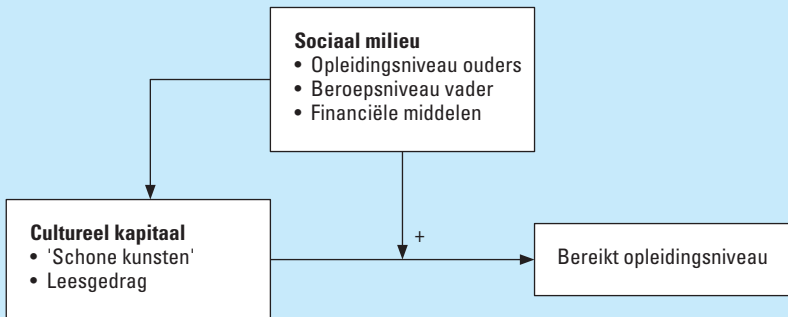 Sociaal milieu
• Opleidingsniveau ouders
• Beroepsniveau vader
• Financiële middelen
Cultureel kapitaal
• 'Schone kunsten'
• Leesgedrag
+
Bereikt opleidingsniveau